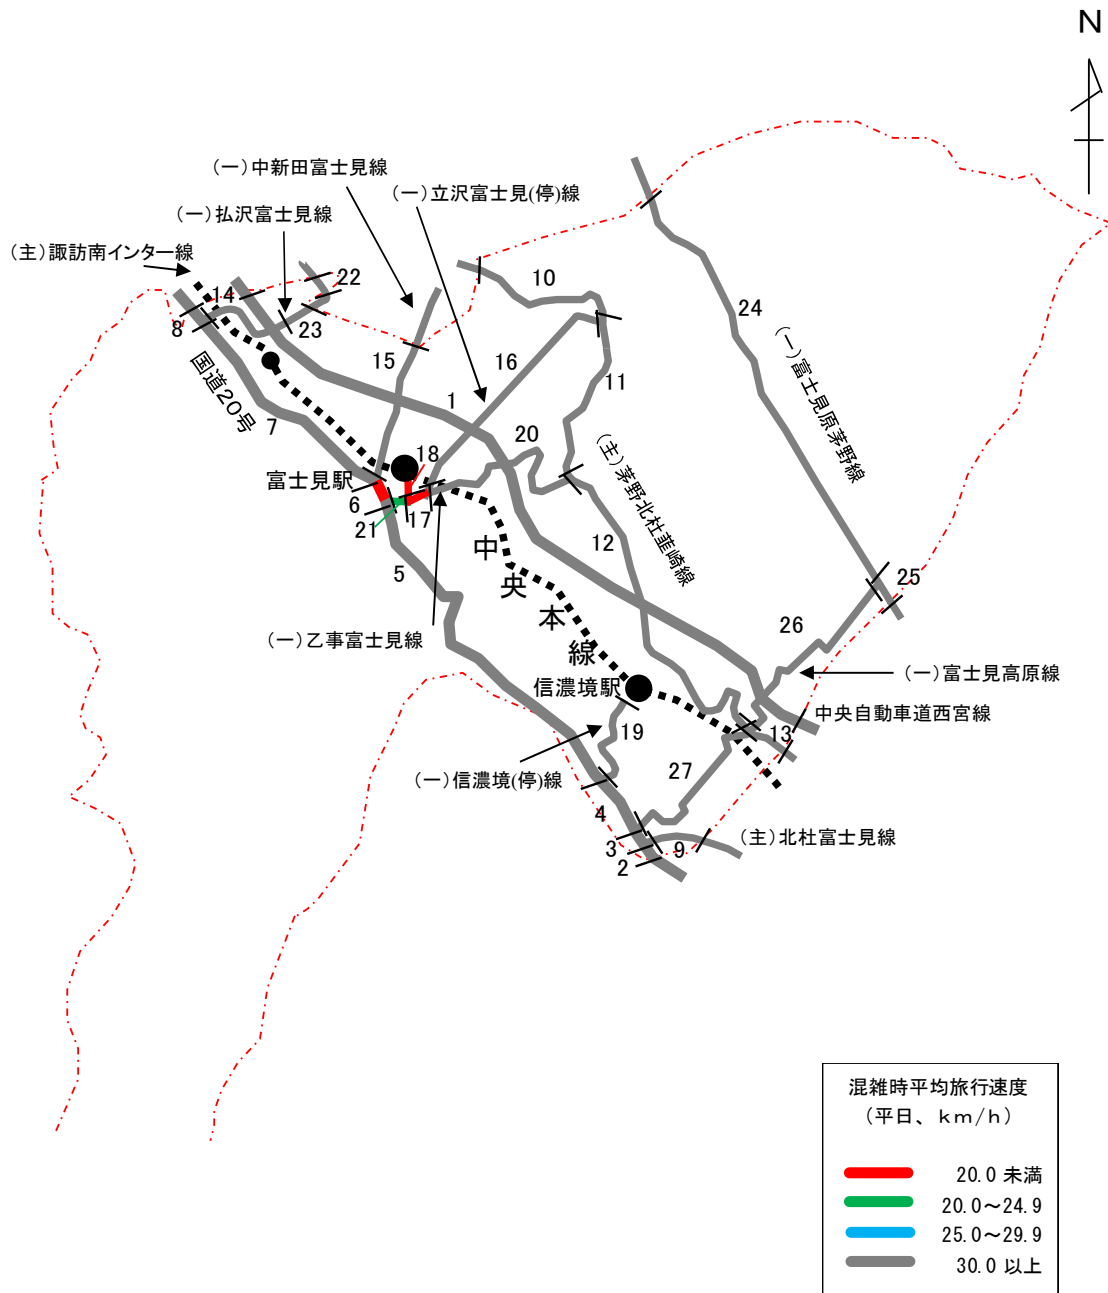 N
(一)中新田富士見線
(一)立沢富士見(停)線
(一)払沢富士見線
(主)諏訪南インター線
22
10
14
24
8
23
15
16
(一)富士見原茅野線
国道20号
11
1
7
20
(主)茅野北杜韮崎線
18
富士見駅
6
17
21
12
5
中央本線
25
26
(一)乙事富士見線
(一)富士見高原線
信濃境駅
中央自動車道西宮線
19
13
27
(一)信濃境(停)線
4
3
9
(主)北杜富士見線
2
混雑時平均旅行速度
(平日、km/h)
20.0 未満
20.0～24.9
25.0～29.9
30.0 以上